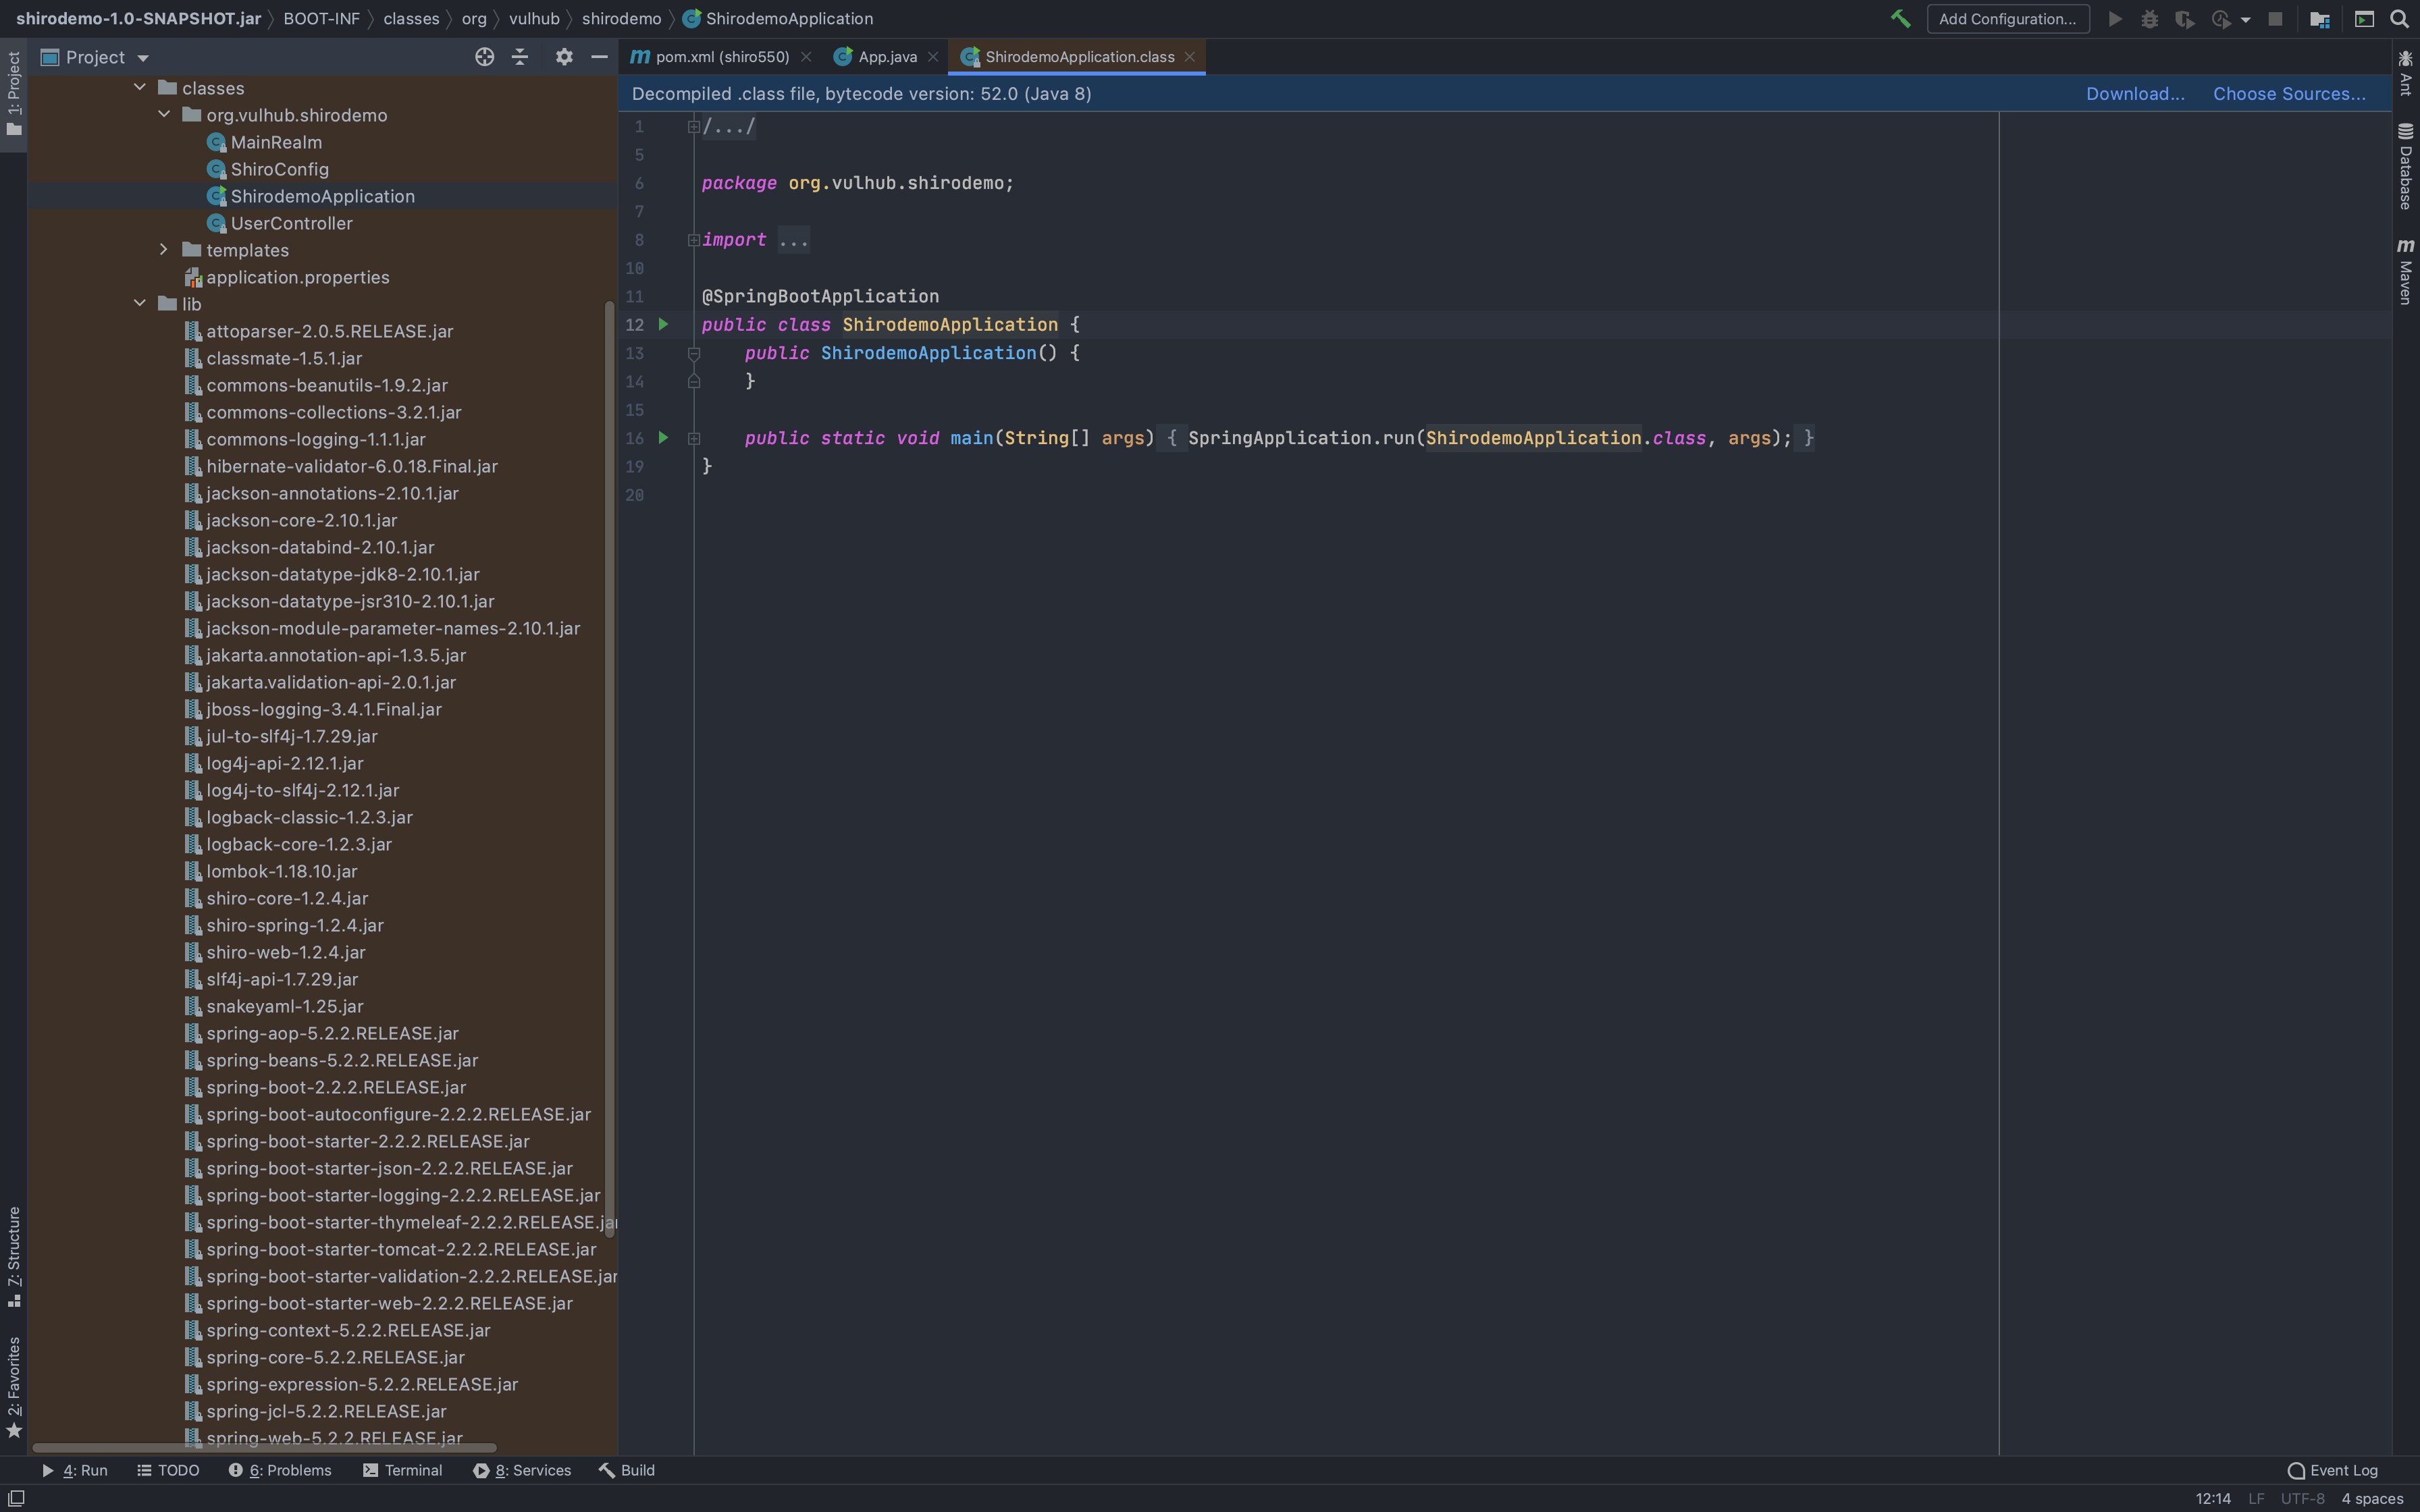 shirodemo-1.0-SNAPSHOT.jar BOOT-INF classes org vulhub shirodemo ShirodemoApplication
Add Configuration...
1: Project
Project
pom.xml (shiro550)
App.java
ShirodemoApplication.class
Decompiled .class file, bytecode version: 52.0 (Java 8)
Download...
Choose Sources...
classes
org.vulhub.shirodemo
MainRealm
ShiroConfig
ShirodemoApplication
UserController
templates
application.properties
lib
attoparser-2.0.5.RELEASE.jar
classmate-1.5.1.jar
commons-beanutils-1.9.2.jar
commons-collections-3.2.1.jar
commons-logging-1.1.1.jar
hibernate-validator-6.0.18.Final.jar
jackson-annotations-2.10.1.jar
jackson-core-2.10.1.jar
jackson-databind-2.10.1.jar
jackson-datatype-jdk8-2.10.1.jar
jackson-datatype-jsr310-2.10.1.jar
jackson-module-parameter-names-2.10.1.jar
jakarta.annotation-api-1.3.5.jar
jakarta.validation-api-2.0.1.jar
jboss-logging-3.4.1.Final.jar
jul-to-slf4j-1.7.29.jar
log4j-api-2.12.1.jar
log4j-to-slf4j-2.12.1.jar
logback-classic-1.2.3.jar
logback-core-1.2.3.jar
lombok-1.18.10.jar
shiro-core-1.2.4.jar
shiro-spring-1.2.4.jar
shiro-web-1.2.4.jar
slf4j-api-1.7.29.jar
snakeyaml-1.25.jar
spring-aop-5.2.2.RELEASE.jar
spring-beans-5.2.2.RELEASE.jar
spring-boot-2.2.2.RELEASE.jar
spring-boot-autoconfigure-2.2.2.RELEASE.jar
spring-boot-starter-2.2.2.RELEASE.jar
spring-boot-starter-json-2.2.2.RELEASE.jar
spring-boot-starter-logging-2.2.2.RELEASE.jar
spring-boot-starter-thymeleaf-2.2.2.RELEASE.jar
spring-boot-starter-tomcat-2.2.2.RELEASE.jar
spring-boot-starter-validation-2.2.2.RELEASE.jar
spring-boot-starter-web-2.2.2.RELEASE.jar
spring-context-5.2.2.RELEASE.jar
spring-core-5.2.2.RELEASE.jar
spring-expression-5.2.2.RELEASE.jar
spring-jcl-5.2.2.RELEASE.jar
spring-web-5.2.2.RELEASE.jar
1 /.../
5
6 package org.vulhub.shirodemo;
7
8 import ...
10
11 @SpringBootApplication
12 public class ShirodemoApplication {
13 public ShirodemoApplication() {
14 }
15
16 public static void main(String[] args) { SpringApplication.run(ShirodemoApplication.class, args); }
19 }
20
Ant
Database
Maven
7: Structure
2: Favorites
4: Run
TODO
6: Problems
Terminal
8: Services
Build
Event Log
12:14 LF UTF-8 4 spaces